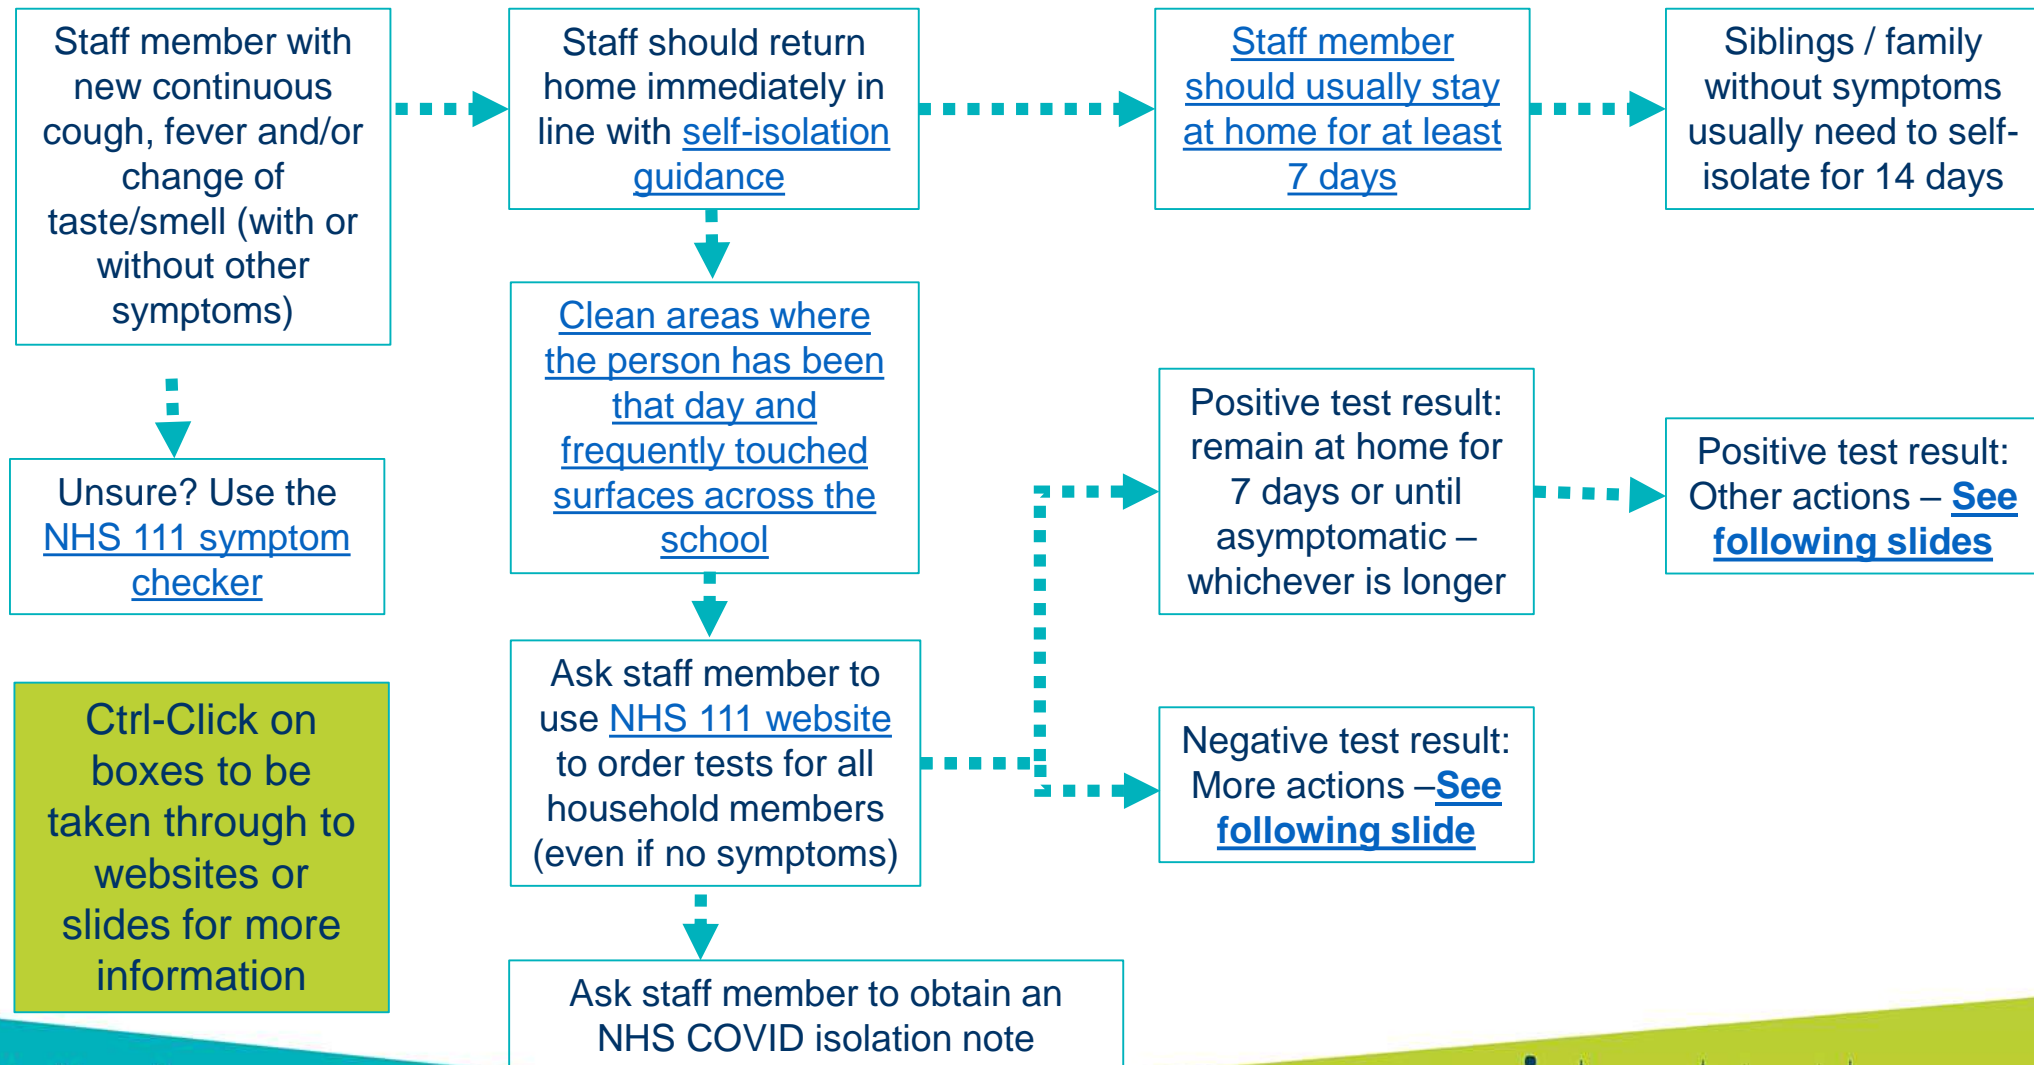 Staff member with
new continuous
cough, fever and/or
change of
taste/smell (with or
without other
symptoms)
Staff should return
home immediately in
line with self-isolation
guidance
Staff member
should usually stay
at home for at least
7 days
Siblings / family
without symptoms
usually need to self-
isolate for 14 days
Unsure? Use the
NHS 111 symptom
checker
Clean areas where
the person has been
that day and
frequently touched
surfaces across the
school
Positive test result:
remain at home for
7 days or until
asymptomatic –
whichever is longer
Positive test result:
Other actions – See
following slides
Ctrl-Click on
boxes to be
taken through to
websites or
slides for more
information
Ask staff member to
use NHS 111 website
to order tests for all
household members
(even if no symptoms)
Negative test result:
More actions –See
following slide
Ask staff member to obtain an
NHS COVID isolation note